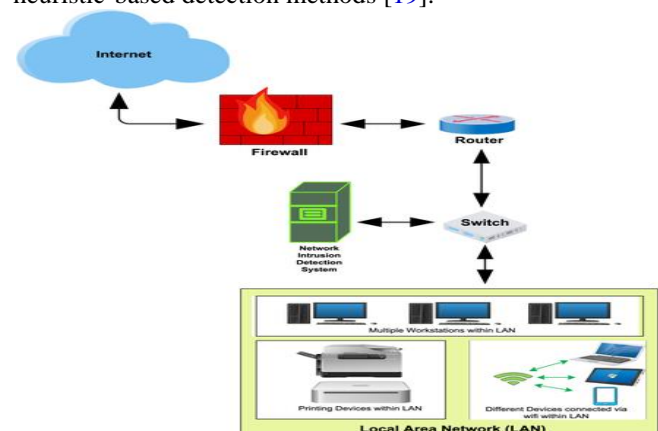 heuristic-based detection methods [19].
Internet
Firewall
Router
Network
Intrusion
Detection
System
Switch
Multiple Workstations within LAN
Printing Devices within LAN
Different Devices connected via
wifi within LAN
Local Area Network (LAN)